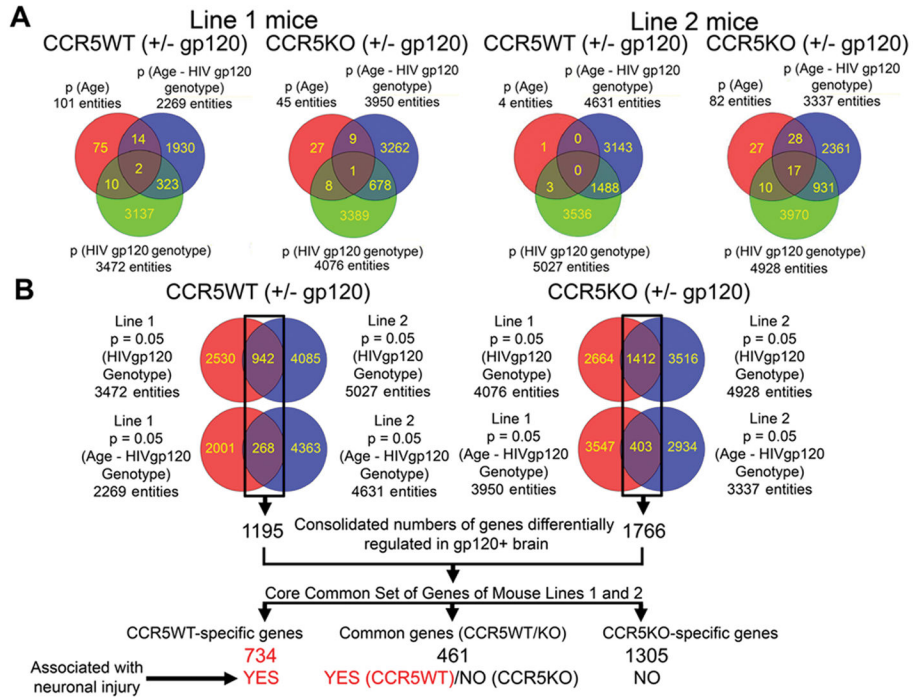 A
Line 1 mice
Line 2 mice
CCR5WT (+/- gp120)
CCR5KO (+/- gp120)
CCR5WT (+/- gp120)
CCR5KO (+/- gp120)
p (Age)
101 entities
p (Age - HIV gp120
genotype)
2269 entities
75
14
1930
2
10
323
3137
p (HIV gp120 genotype)
3472 entities
p (Age)
45 entities
p (Age - HIV gp120
genotype)
3950 entities
27
9
3262
1
8
678
3389
p (HIV gp120 genotype)
4076 entities
p (Age)
4 entities
p (Age - HIV gp120
genotype)
4631 entities
1
0
3143
0
3
1488
3536
p (HIV gp120 genotype)
5027 entities
p (Age)
82 entities
p (Age - HIV gp120
genotype)
3337 entities
27
28
2361
17
10
931
3970
p (HIV gp120 genotype)
4928 entities
B
CCR5WT (+/- gp120)
CCR5KO (+/- gp120)
Line 1
p = 0.05
(HIVgp120
Genotype)
3472 entities
2530
942
4085
Line 2
p = 0.05
(HIVgp120
Genotype)
5027 entities
Line 1
p = 0.05
(HIVgp120
Genotype)
4076 entities
2664
1412
3516
Line 2
p = 0.05
(HIVgp120
Genotype)
4928 entities
Line 1
p = 0.05
(Age - HIVgp120
Genotype)
2269 entities
2001
268
4363
Line 2
p = 0.05
(Age - HIVgp120
Genotype)
4631 entities
Line 1
p = 0.05
(Age - HIVgp120
Genotype)
3950 entities
3547
403
2934
Line 2
p = 0.05
(Age - HIVgp120
Genotype)
3337 entities
1195
Consolidated numbers of genes differentially
regulated in gp120+ brain
1766
Core Common Set of Genes of Mouse Lines 1 and 2
CCR5WT-specific genes
Common genes (CCR5WT/KO)
CCR5KO-specific genes
734
461
1305
Associated with
neuronal injury
YES
YES (CCR5WT)/NO (CCR5KO)
NO